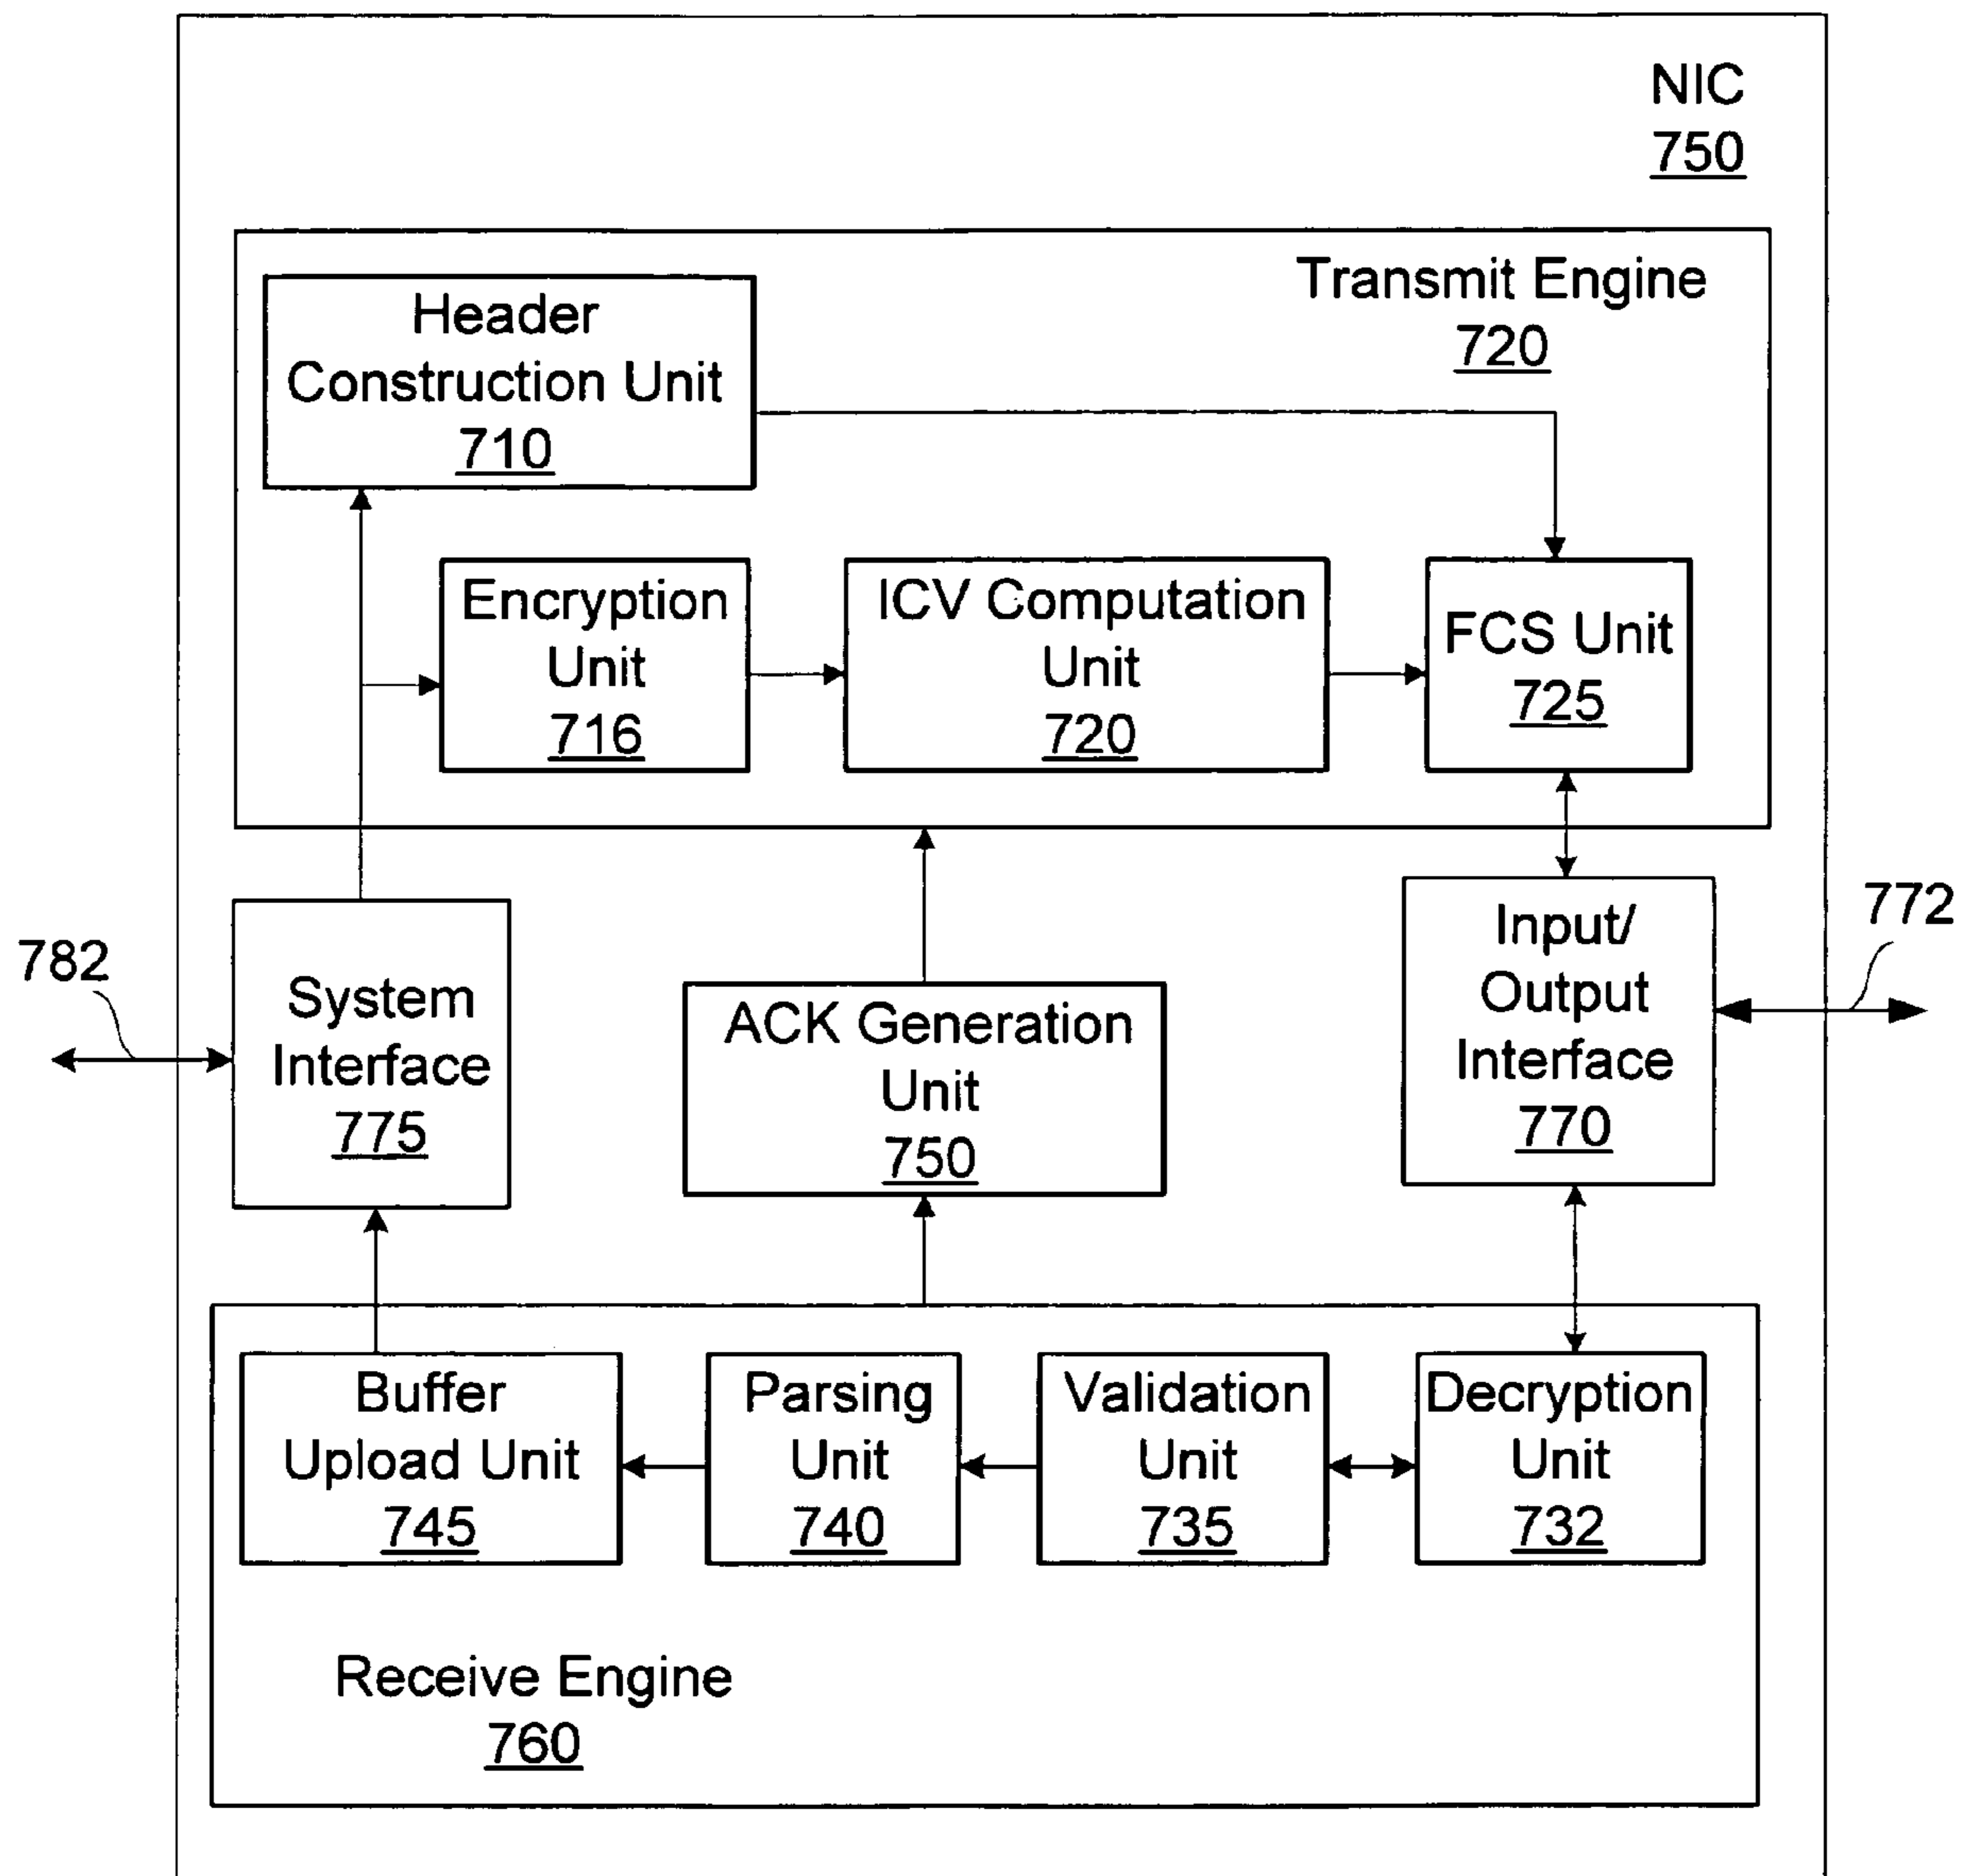 NIC
750
Transmit Engine
720
Header
Construction Unit
710
Encryption
Unit
716
ICV Computation
Unit
720
FCS Unit
725
782
System
Interface
775
ACK Generation
Unit
750
Input/
Output
Interface
770
772
Buffer
Upload Unit
745
Parsing
Unit
740
Validation
Unit
735
Decryption
Unit
732
Receive Engine
760